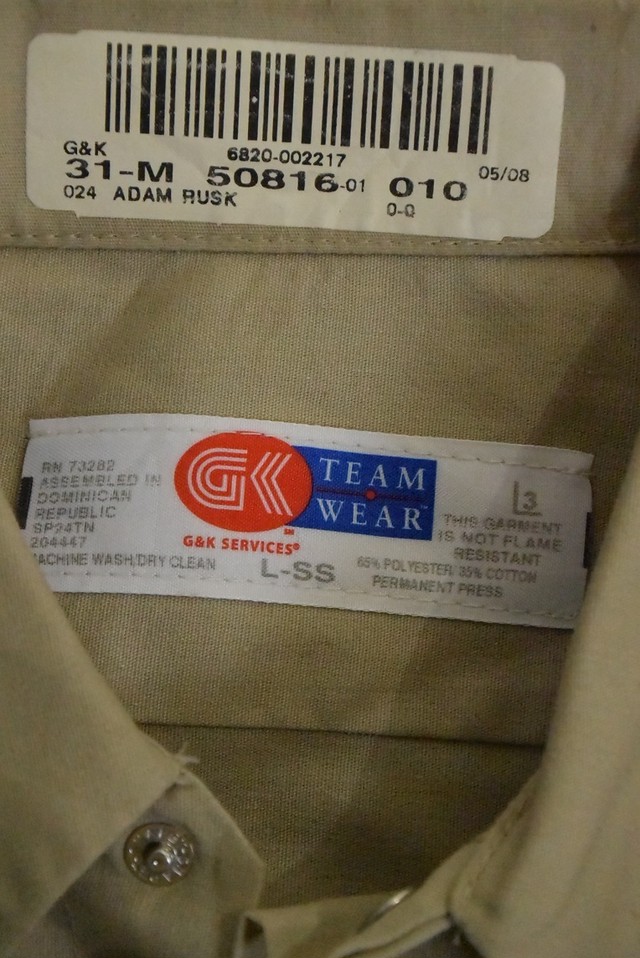 G&K
6820-002217
31-M 50816-01 010 05/08
024 ADAM RUSK
0-0
RN 73282
ASSEMBLED IN
DOMINICAN
REPUBLIC
SP24TN
204447
MACHINE WASH/DRY CLEAN
GK
SM
G&K SERVICES®
L-SS
TEAM
WEAR™
L3
THIS GARMENT
IS NOT FLAME
RESISTANT
65% POLYESTER 35% COTTON
PERMANENT PRESS